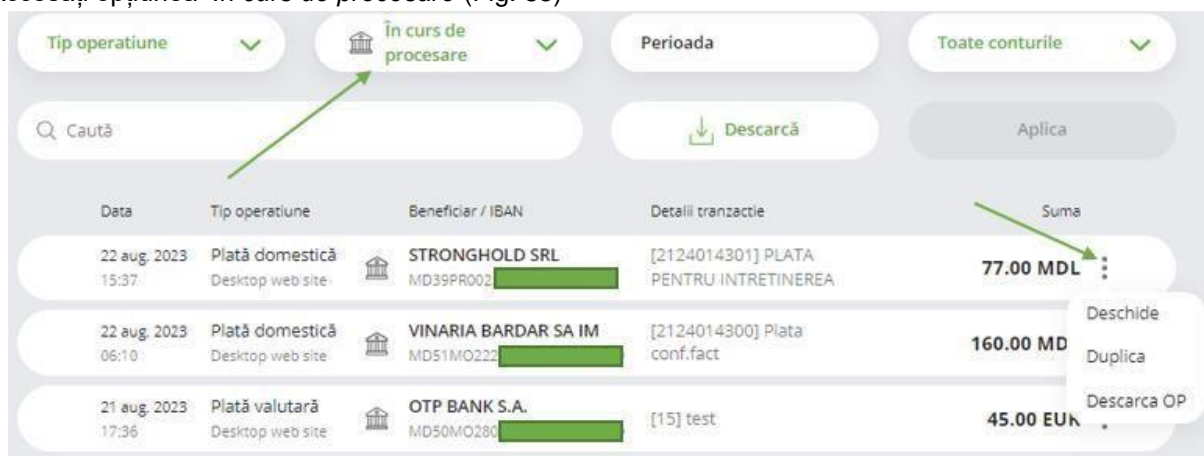 opțiunea "În curs de procesare"(Fig. 33)
Tip operatiune
În curs de
procesare
Perioada
Toate conturile
Caută
Descarcă
Aplica
Data Tip operatiune Beneficiar / IBAN Detalii tranzactie Suma
22 aug. 2023 Plată domestică STRONGHOLD SRL [2124014301] PLATA 77.00 MDL
15:37 Desktop web site MD39PR002 PENTRU INTRETINEREA
Deschide
22 aug. 2023 Plată domestică VINARIA BARDAR SA IM [2124014300] Plata 160.00 MD
06:10 Desktop web site MD51MO222 conf.fact
Duplica
21 aug. 2023 Plată valutară OTP BANK S.A. [15] test 45.00 EUR
17:36 Desktop web site MD50MO280
Descarca OP